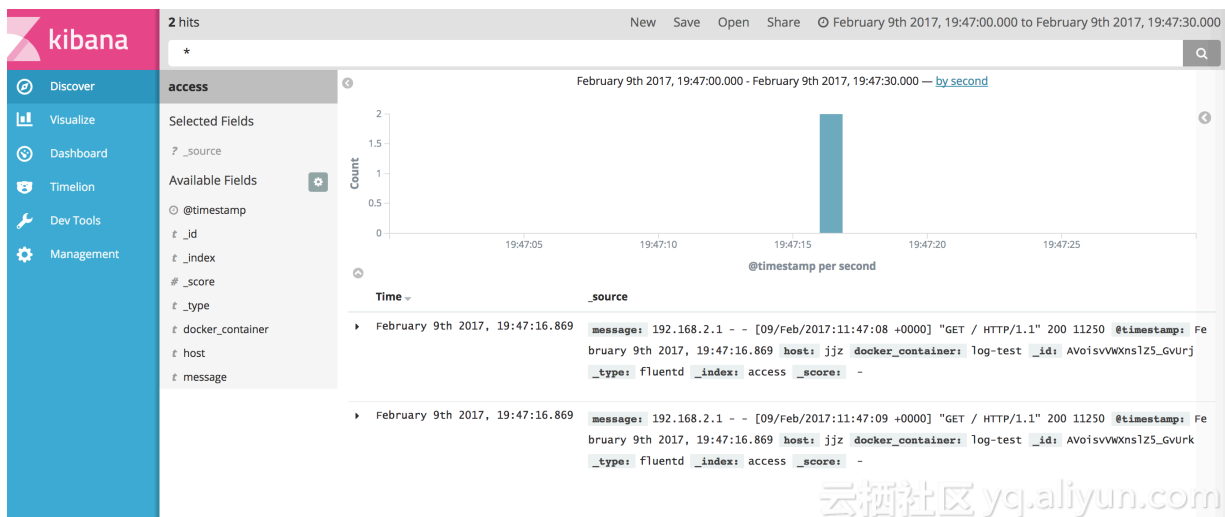 kibana
Discover
Visualize
Dashboard
Timelion
Dev Tools
Management
2 hits
New Save Open Share February 9th 2017, 19:47:00.000 to February 9th 2017, 19:47:30.000
*
access
Selected Fields
? _source
Available Fields
@timestamp
t _id
t _index
# _score
t _type
t docker_container
t host
t message
February 9th 2017, 19:47:00.000 - February 9th 2017, 19:47:30.000 — by second
Count
2
1.5
1
0.5
0
19:47:05 19:47:10 19:47:15 19:47:20 19:47:25
@timestamp per second
Time _source
February 9th 2017, 19:47:16.869 message: 192.168.2.1 - - [09/Feb/2017:11:47:08 +0000] "GET / HTTP/1.1" 200 11250 @timestamp: Fe
bruary 9th 2017, 19:47:16.869 host: jjz docker_container: log-test _id: AVoisvVWXnslZ5_GvUrj
_type: fluentd _index: access _score: -
February 9th 2017, 19:47:16.869 message: 192.168.2.1 - - [09/Feb/2017:11:47:09 +0000] "GET / HTTP/1.1" 200 11250 @timestamp: Fe
bruary 9th 2017, 19:47:16.869 host: jjz docker_container: log-test _id: AVoisvVWXnslZ5_GvUrk
_type: fluentd _index: access _score: -
云栖社区 yq.aliyun.com